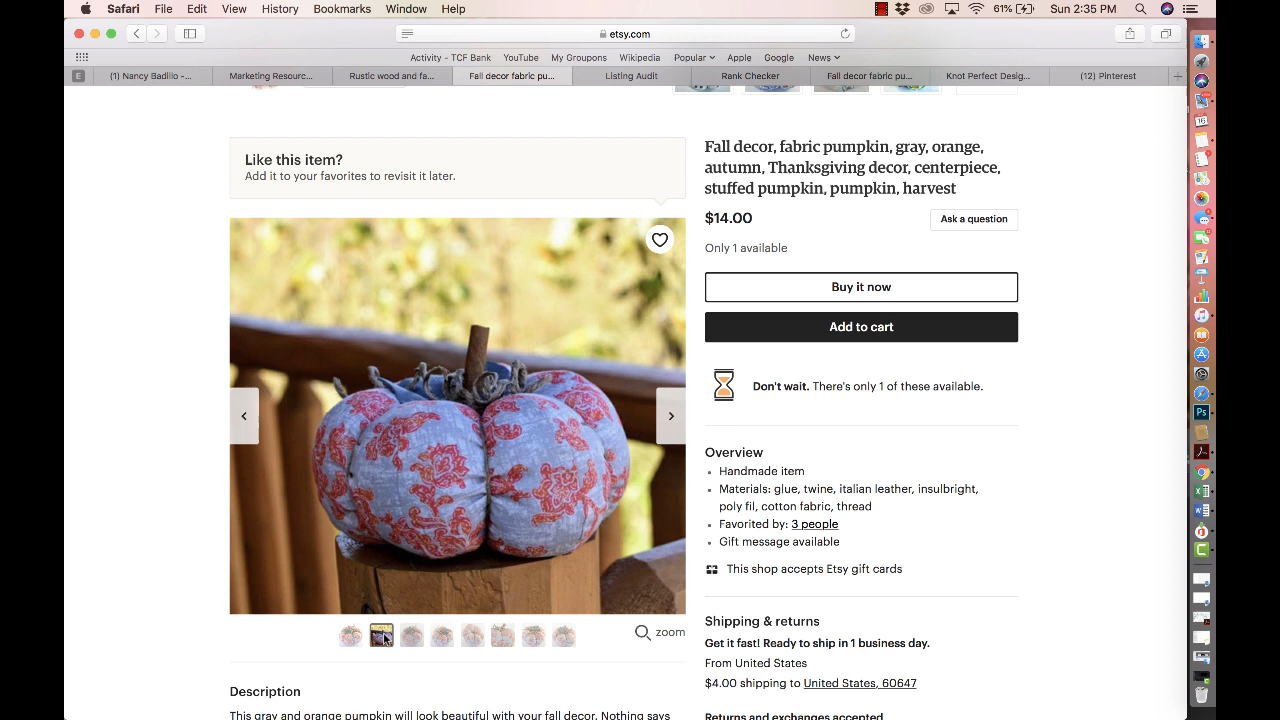 Safari File Edit View History Bookmarks Window Help
61% Sun 2:35 PM
etsy.com
Activity - TCF Bank YouTube My Groupons Wikipedia Popular Apple Google News
E (1) Nancy Badillo -... Marketing Resourc... Rustic wood and fa... Fall decor fabric pu... Listing Audit Rank Checker Fall decor fabric pu... Knot Perfect Desig... (12) Pinterest
Like this item?
Add it to your favorites to revisit it later.
Fall decor, fabric pumpkin, gray, orange,
autumn, Thanksgiving decor, centerpiece,
stuffed pumpkin, pumpkin, harvest
$14.00
Ask a question
Only 1 available
Buy it now
Add to cart
Don't wait. There's only 1 of these available.
Overview
Handmade item
Materials: glue, twine, italian leather, insulbright,
poly fil, cotton fabric, thread
Favorited by: 3 people
Gift message available
This shop accepts Etsy gift cards
Shipping & returns
Get it fast! Ready to ship in 1 business day.
From United States
$4.00 shipping to United States, 60647
Returns and exchanges accepted
zoom
Description
This gray and orange pumpkin will look beautiful with your fall decor. Nothing says
16
Ps